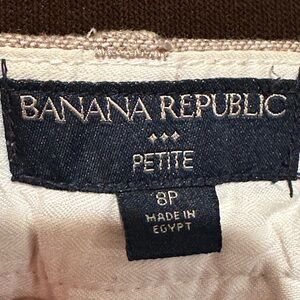 BANANA REPUBLIC
PETITE
8P
MADE IN
EGYPT